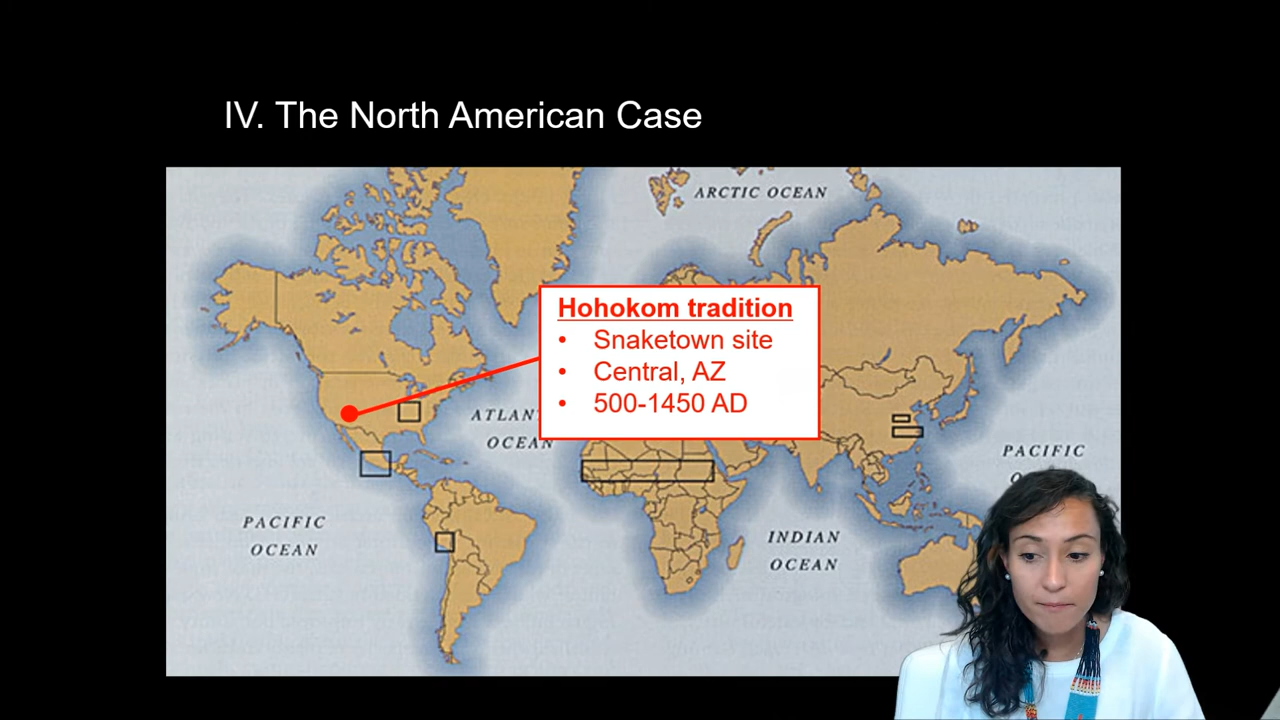 IV. The North American Case
ARCTIC OCEAN
Hohokom tradition
• Snaketown site
• Central, AZ
• 500-1450 AD
OCEAN
PACIFIC
PACIFIC
OCEAN
INDIAN
OCEAN